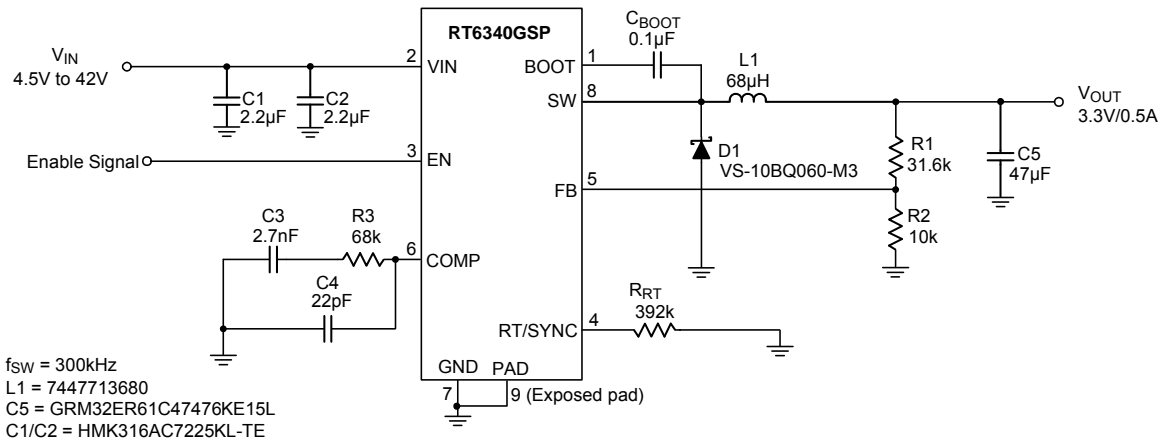 RT6340GSP
VIN
4.5V to 42V
2
VIN
C1
2.2µF
C2
2.2µF
Enable Signal
3
EN
C3
2.7nF
R3
68k
6
COMP
C4
22pF
BOOT
1
CBOOT
0.1µF
SW
8
L1
68µH
VOUT
3.3V/0.5A
D1
VS-10BQ060-M3
R1
31.6k
C5
47µF
FB
5
R2
10k
RT/SYNC
4
RRT
392k
GND
PAD
7
9 (Exposed pad)
fSW = 300kHz
L1 = 7447713680
C5 = GRM32ER61C47476KE15L
C1/C2 = HMK316AC7225KL-TE